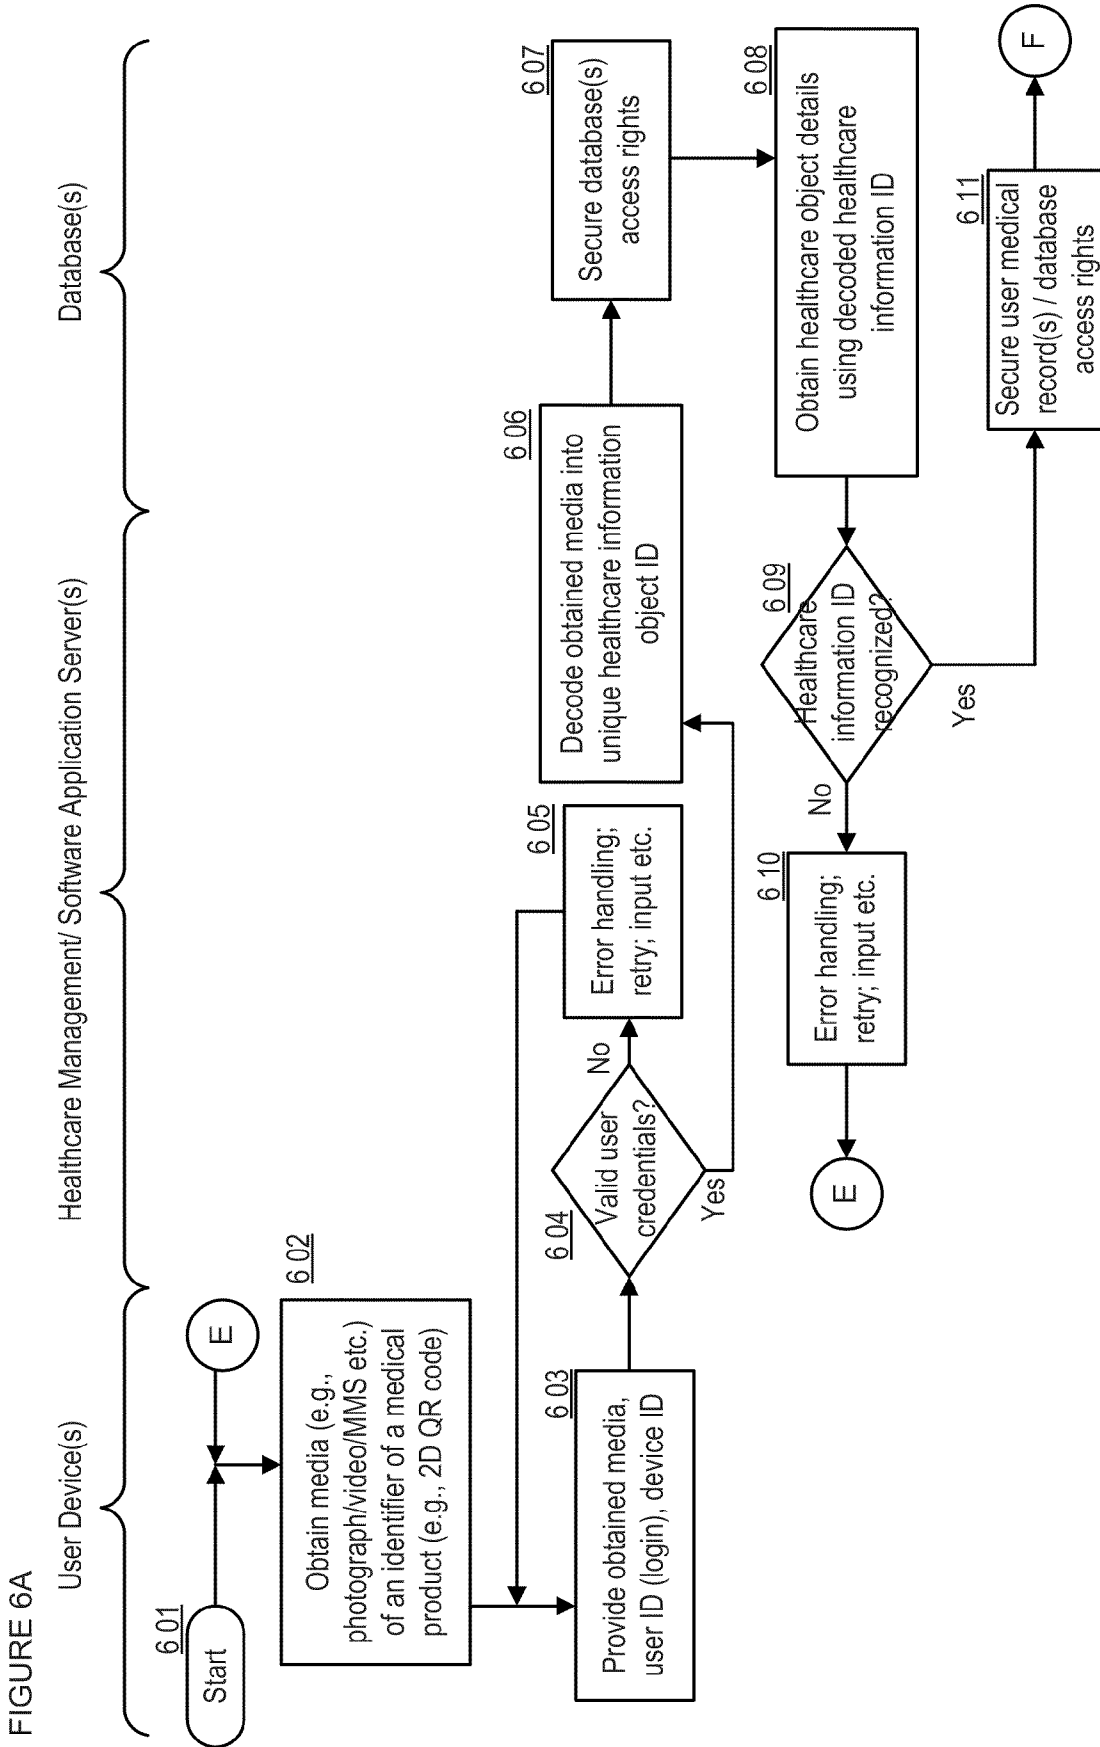 FIGURE 6A
User Device(s)
Healthcare Management/ Software Application Server(s)
Database(s)
6 01
Start
E
6 02
Obtain media (e.g.,
photograph/video/MMS etc.)
of an identifier of a medical
product (e.g., 2D QR code)
6 03
Provide obtained media,
user ID (login), device ID
6 04
Valid user
credentials?
No
Yes
6 05
Error handling;
retry; input etc.
6 06
Decode obtained media into
unique healthcare information
object ID
6 07
Secure database(s)
access rights
6 08
Obtain healthcare object details
using decoded healthcare
information ID
6 09
Healthcare
information ID
recognized?
No
Yes
6 10
Error handling;
retry; input etc.
E
6 11
Secure user medical
record(s) / database
access rights
F